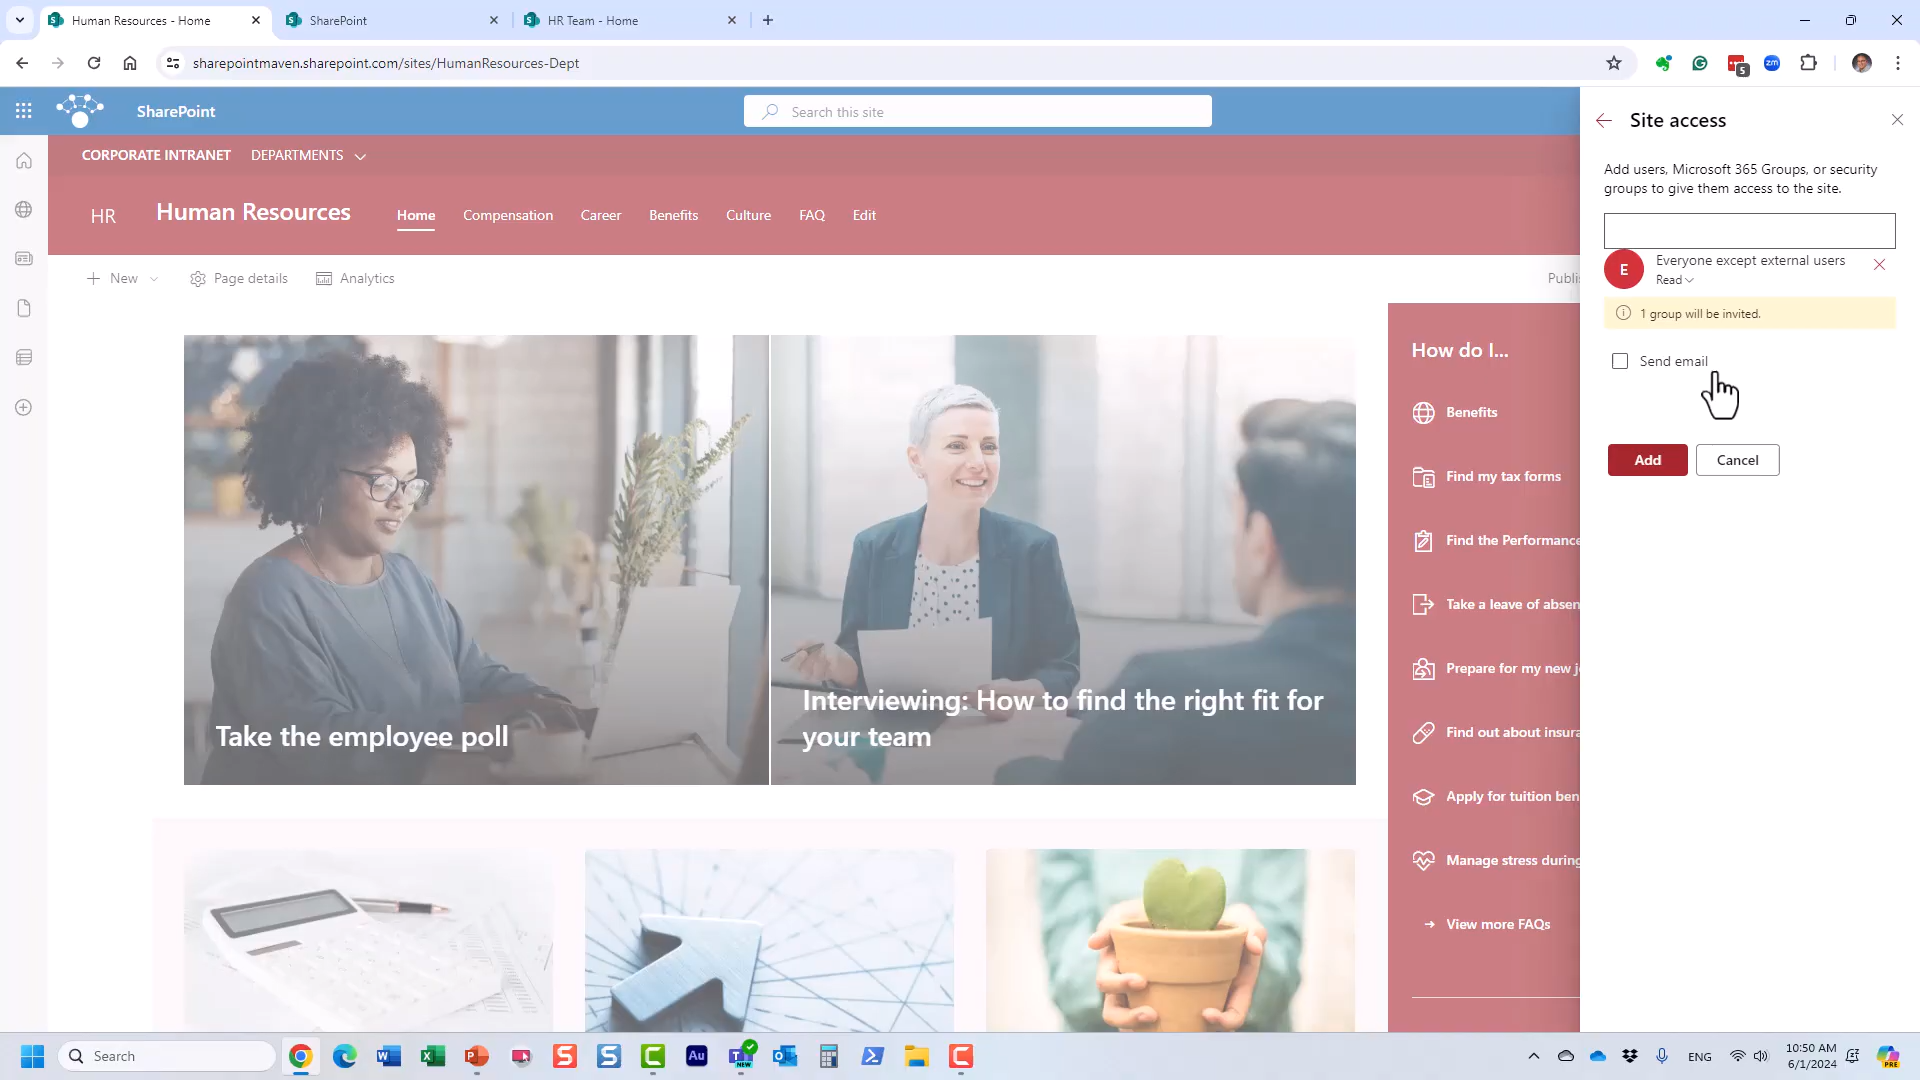 Human Resources - Home
SharePoint
HR Team - Home
sharepointmaven.sharepoint.com/sites/HumanResources-Dept
5
zm
SharePoint
Search this site
CORPORATE INTRANET DEPARTMENTS
HR
Human Resources
Home Compensation Career Benefits Culture FAQ Edit
New
Page details
Analytics
Publi
Take the employee poll
Interviewing: How to find the right fit for
your team
How do I...
Benefits
Find my tax forms
Find the Performance
Take a leave of absen
Prepare for my new j
Find out about insura
Apply for tuition ben
Manage stress during
View more FAQs
Site access
Add users, Microsoft 365 Groups, or security
groups to give them access to the site.
E
Everyone except external users
Read
1 group will be invited.
Send email
Add Cancel
Search
Au
NEW
ENG
10:50 AM
6/1/2024
PRE